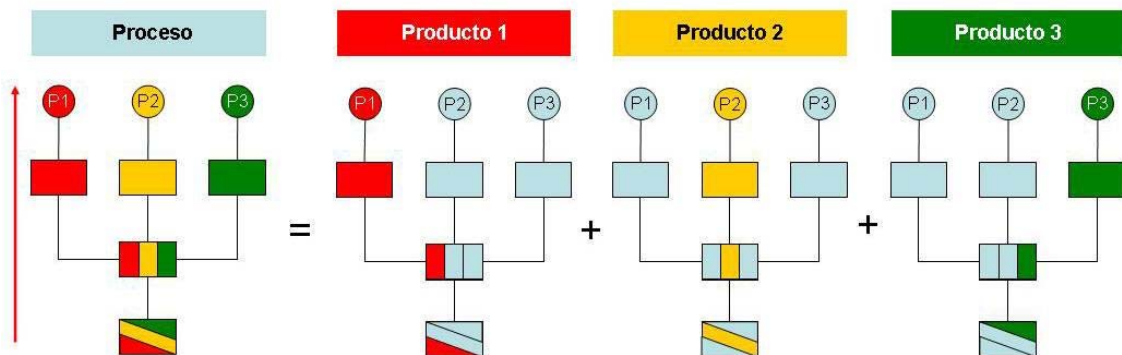 Proceso
Producto 1
Producto 2
Producto 3
P1 P2 P3
P1 P2 P3
P1 P2 P3
P1 P2 P3
= + +